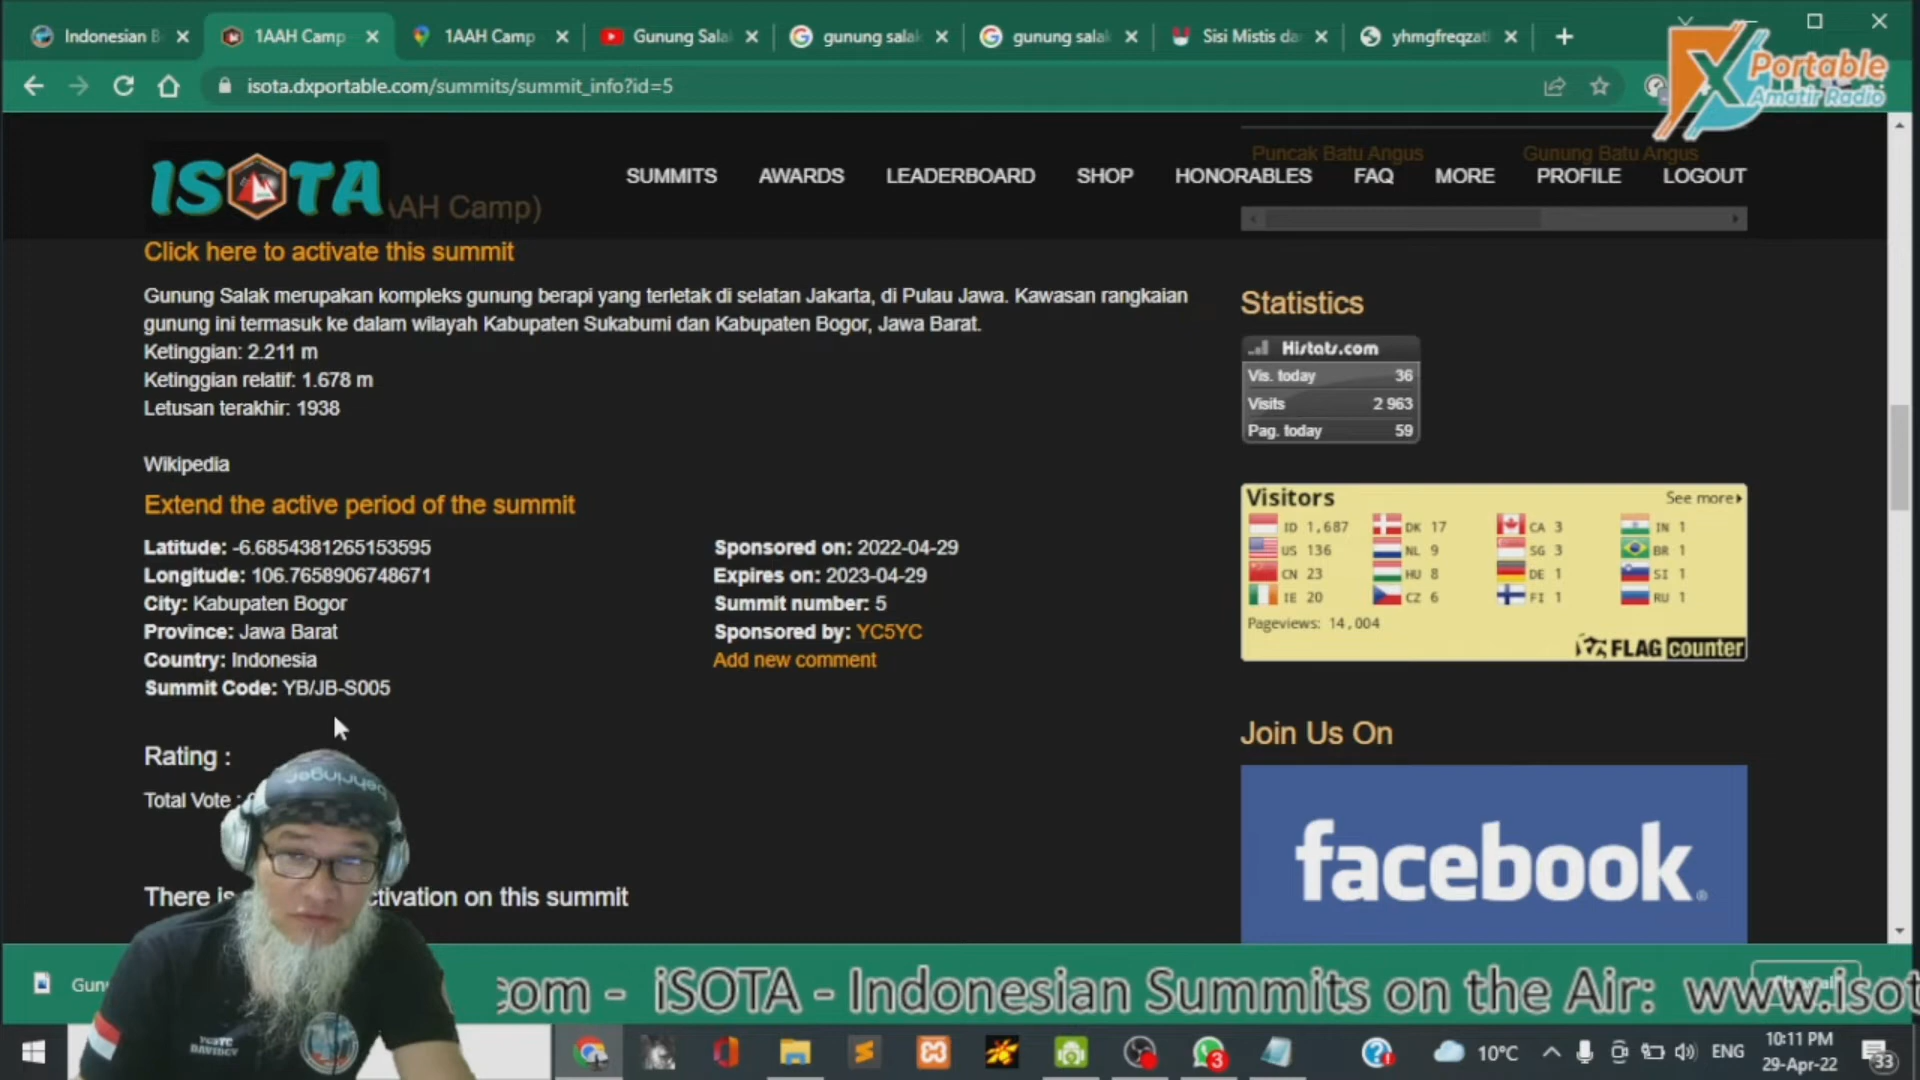 Indonesian B
1AAH Camp
1AAH Camp
Gunung Sala
gunung sala
gunung sala
Sisi Mistis da
yhmgfreqzat
isota.dxportable.com/summits/summit_info?id=5
X Portable
Amatir Radio
ISOTA
AAH Camp)
SUMMITS
AWARDS
LEADERBOARD
SHOP
HONORABLES
FAQ
MORE
PROFILE
LOGOUT
Puncak Batu Angus
Gunung Batu Angus
Click here to activate this summit
Gunung Salak merupakan kompleks gunung berapi yang terletak di selatan Jakarta, di Pulau Jawa. Kawasan rangkaian
gunung ini termasuk ke dalam wilayah Kabupaten Sukabumi dan Kabupaten Bogor, Jawa Barat.
Ketinggian: 2.211 m
Ketinggian relatif: 1.678 m
Letusan terakhir: 1938
Wikipedia
Extend the active period of the summit
Latitude: -6.6854381265153595
Longitude: 106.7658906748671
City: Kabupaten Bogor
Province: Jawa Barat
Country: Indonesia
Summit Code: YB/JB-S005
Sponsored on: 2022-04-29
Expires on: 2023-04-29
Summit number: 5
Sponsored by: YC5YC
Add new comment
Rating :
Total Vote :
There is
ctivation on this summit
Statistics
Histats.com
Vis. today 36
Visits 2 963
Pag. today 59
Visitors See more
ID 1,687 DK 17 CA 3 IN 1
US 136 NL 9 SG 3 BR 1
CN 23 HU 8 DE 1 SI 1
IE 20 CZ 6 FI 1 RU 1
Pageviews: 14,004
FLAG counter
Join Us On
facebook
behringer
Gun
com - iSOTA - Indonesian Summits on the Air: www.isot
3
10°C
ENG
10:11 PM
29-Apr-22
33